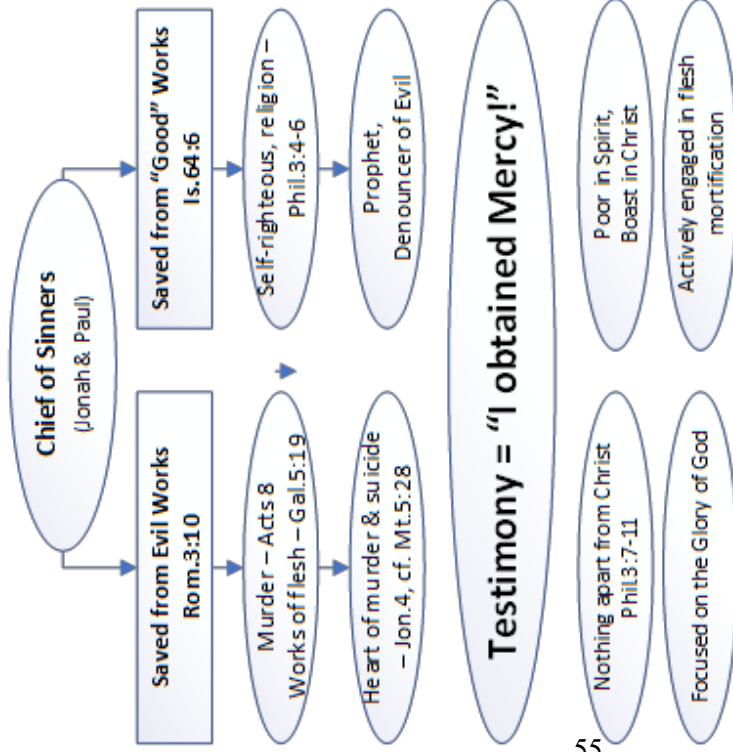 Chief of Sinners
(Jonah & Paul)
Saved from Evil Works
Rom.3:10
Saved from “Good” Works
Is.64:6
Murder – Acts 8
Works of flesh – Gal.5:19
Self-righteous, religion –
Phil.3:4-6
Heart of murder & suicide
– Jon.4, cf. Mt.5:28
Prophet,
Denouncer of Evil
Testimony = “I obtained Mercy!”
Nothing apart from Christ
Phil.3:7-11
Poor in Spirit,
Boast in Christ
Focused on the Glory of God
Actively engaged in flesh
mortification
55